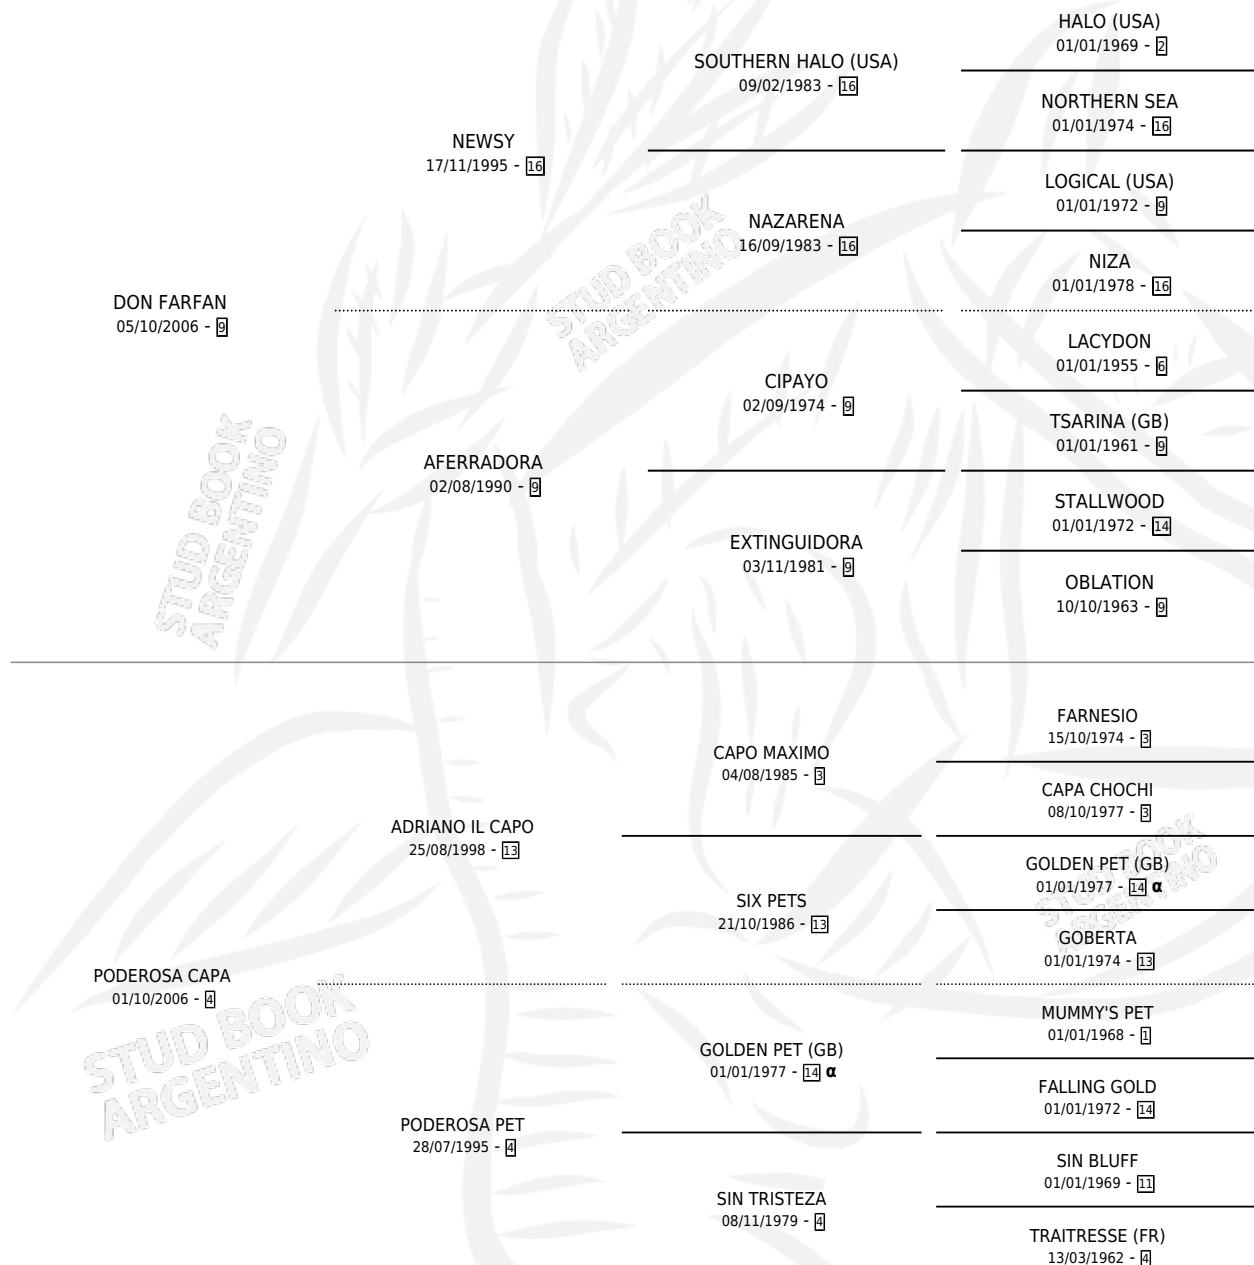 HALO (USA)
01/01/1969 - 2
SOUTHERN HALO (USA)
09/02/1983 - 16
NORTHERN SEA
01/01/1974 - 16
NEWSY
17/11/1995 - 16
LOGICAL (USA)
01/01/1972 - 9
NAZARENA
16/09/1983 - 16
NIZA
01/01/1978 - 16
DON FARFAN
05/10/2006 - 9
LACYDON
01/01/1955 - 6
CIPAYO
02/09/1974 - 9
TSARINA (GB)
01/01/1961 - 9
AFERRADORA
02/08/1990 - 9
STALLWOOD
01/01/1972 - 14
EXTINGUIDORA
03/11/1981 - 9
OBLATION
10/10/1963 - 9
FARNESIO
15/10/1974 - 3
CAPO MAXIMO
04/08/1985 - 3
CAPA CHOCHI
08/10/1977 - 3
ADRIANO IL CAPO
25/08/1998 - 13
GOLDEN PET (GB)
01/01/1977 - 14 α
SIX PETS
21/10/1986 - 13
GOBERTA
01/01/1974 - 13
PODEROSA CAPA
01/10/2006 - 4
MUMMY'S PET
01/01/1968 - 1
GOLDEN PET (GB)
01/01/1977 - 14 α
FALLING GOLD
01/01/1972 - 14
PODEROSA PET
28/07/1995 - 4
SIN BLUFF
01/01/1969 - 11
SIN TRISTEZA
08/11/1979 - 4
TRAITRESSE (FR)
13/03/1962 - 4
STUD BOOK
ARGENTINO
STUD BOOK
ARGENTINO
STUD BOOK
ARGENTINO
STUD BOOK
ARGENTINO